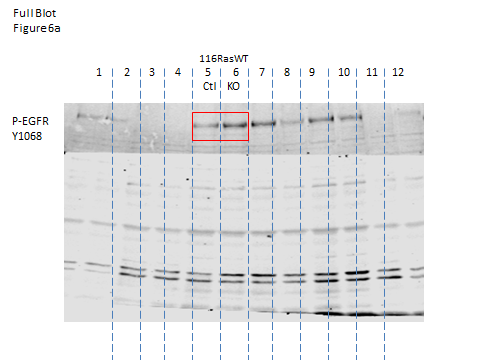 Full Blot
Figure6a
116RasWT
1 2 3 4 5 6 7 8 9 10 11 12
Ctl KO
P-EGFR
Y1068